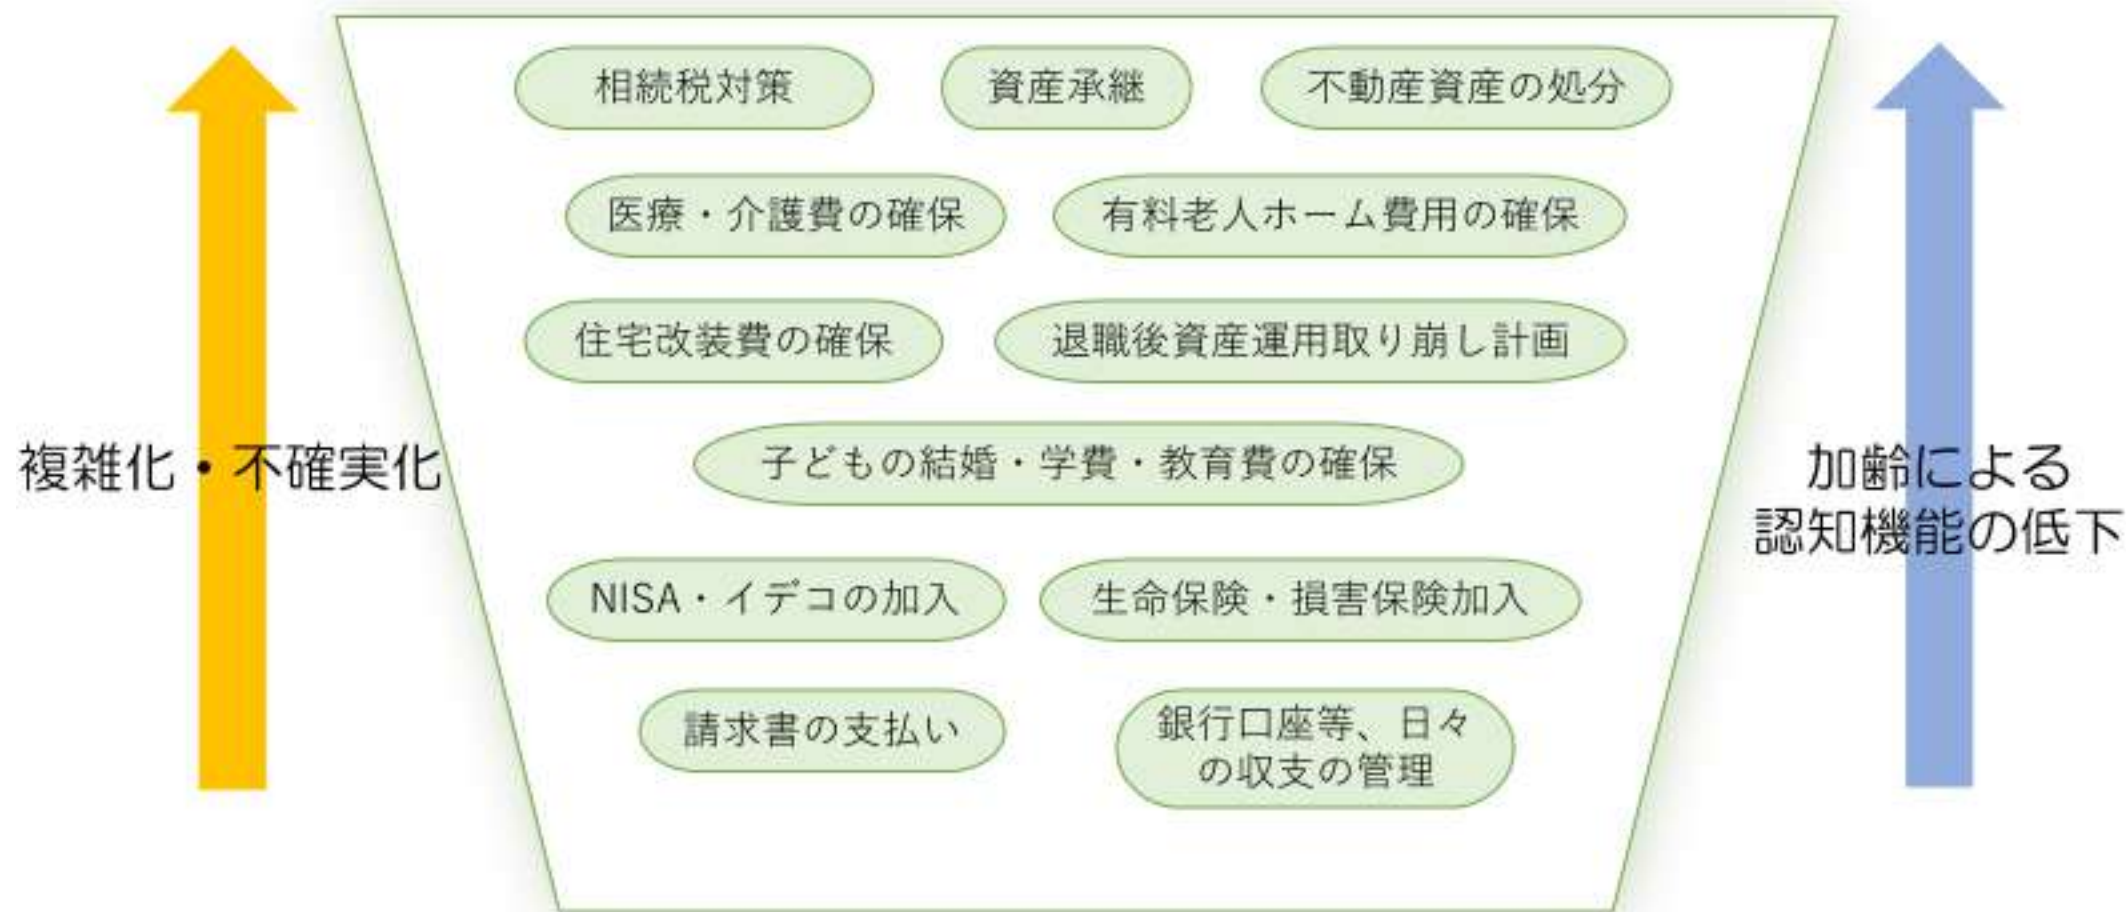 相続税対策
資産承継
不動産資産の処分
医療・介護費の確保
有料老人ホーム費用の確保
住宅改装費の確保
退職後資産運用取り崩し計画
複雑化・不確実化
子どもの結婚・学費・教育費の確保
加齢による
認知機能の低下
NISA・イデコの加入
生命保険・損害保険加入
請求書の支払い
銀行口座等、日々
の収支の管理